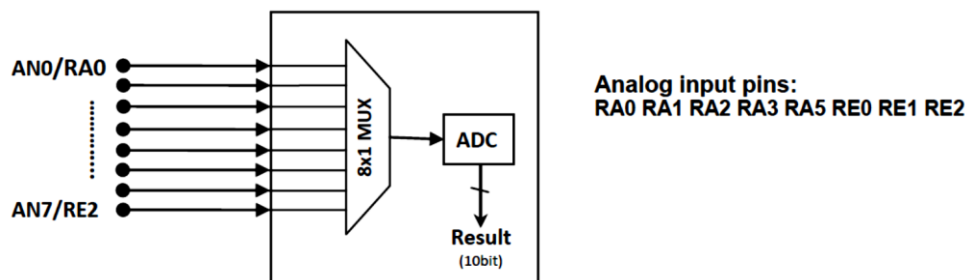 AN0/RA0
AN7/RE2
8x1 MUX
ADC
Result
(10bit)
Analog input pins:
RA0 RA1 RA2 RA3 RA5 RE0 RE1 RE2